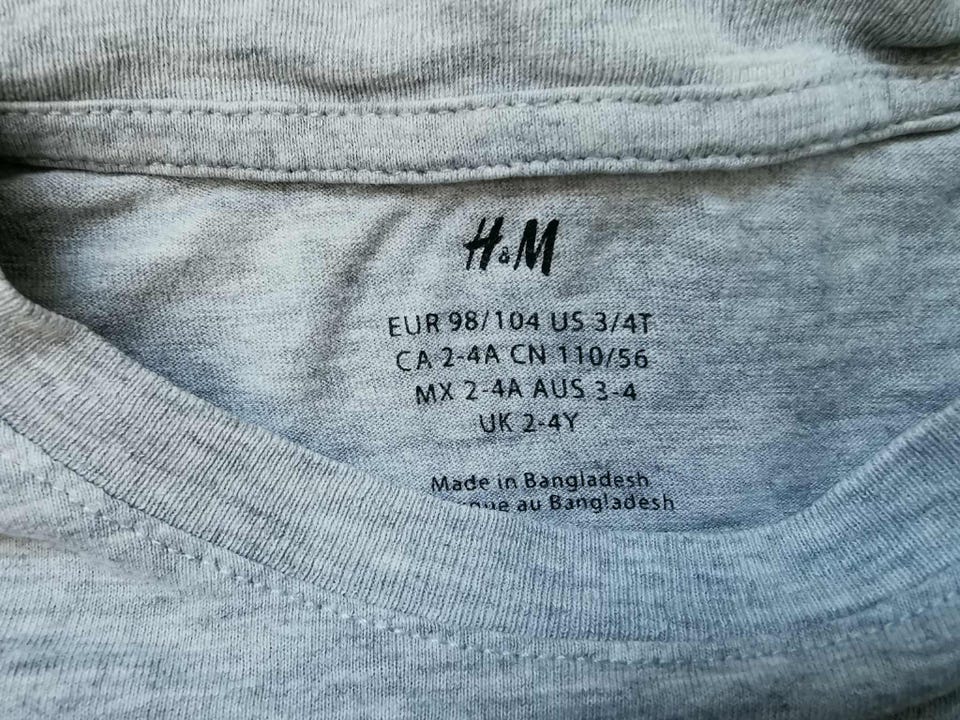 H&M
EUR 98/104 US 3/4T
CA 2-4A CN 110/56
MX 2-4A AUS 3-4
UK 2-4Y
Made in Bangladesh
au Bangladesh